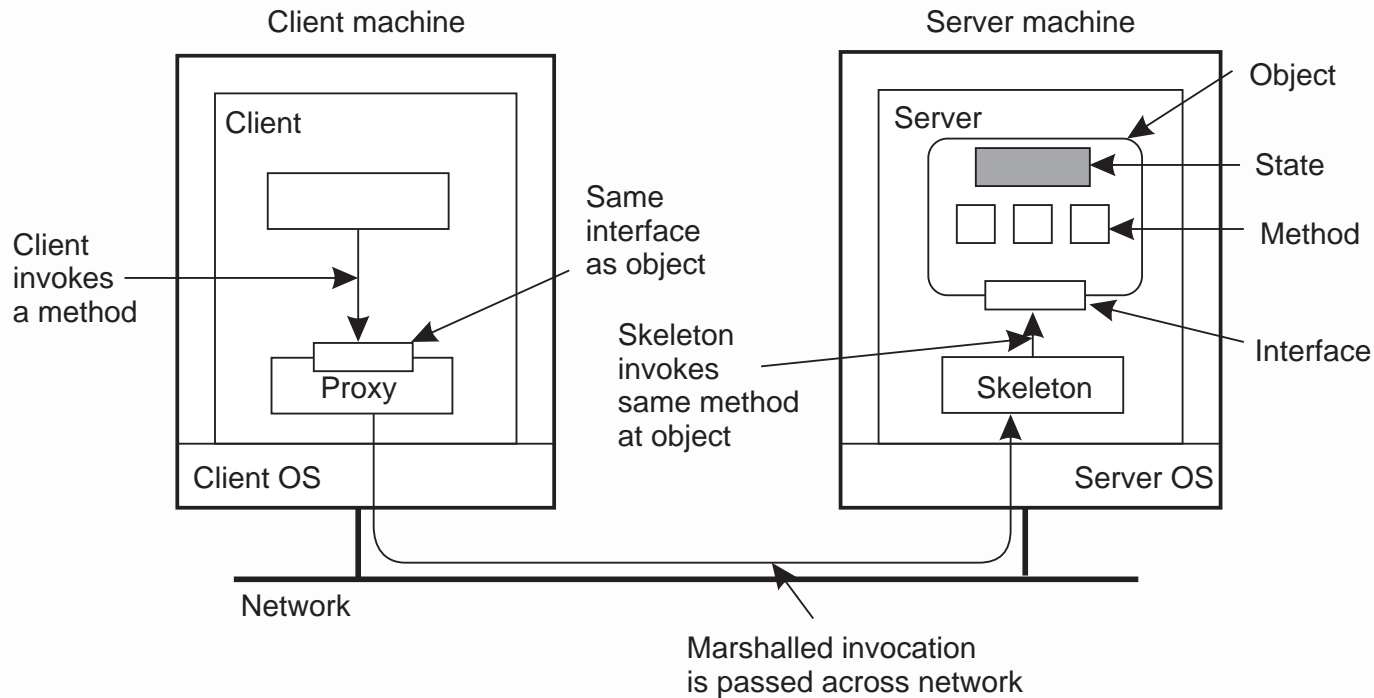 Client machine
Server machine
Object
Client
Server
State
Same
interface
as object
Method
Client
invokes
a method
Skeleton
invokes
same method
at object
Interface
Proxy
Skeleton
Client OS
Server OS
Network
Marshalled invocation
is passed across network